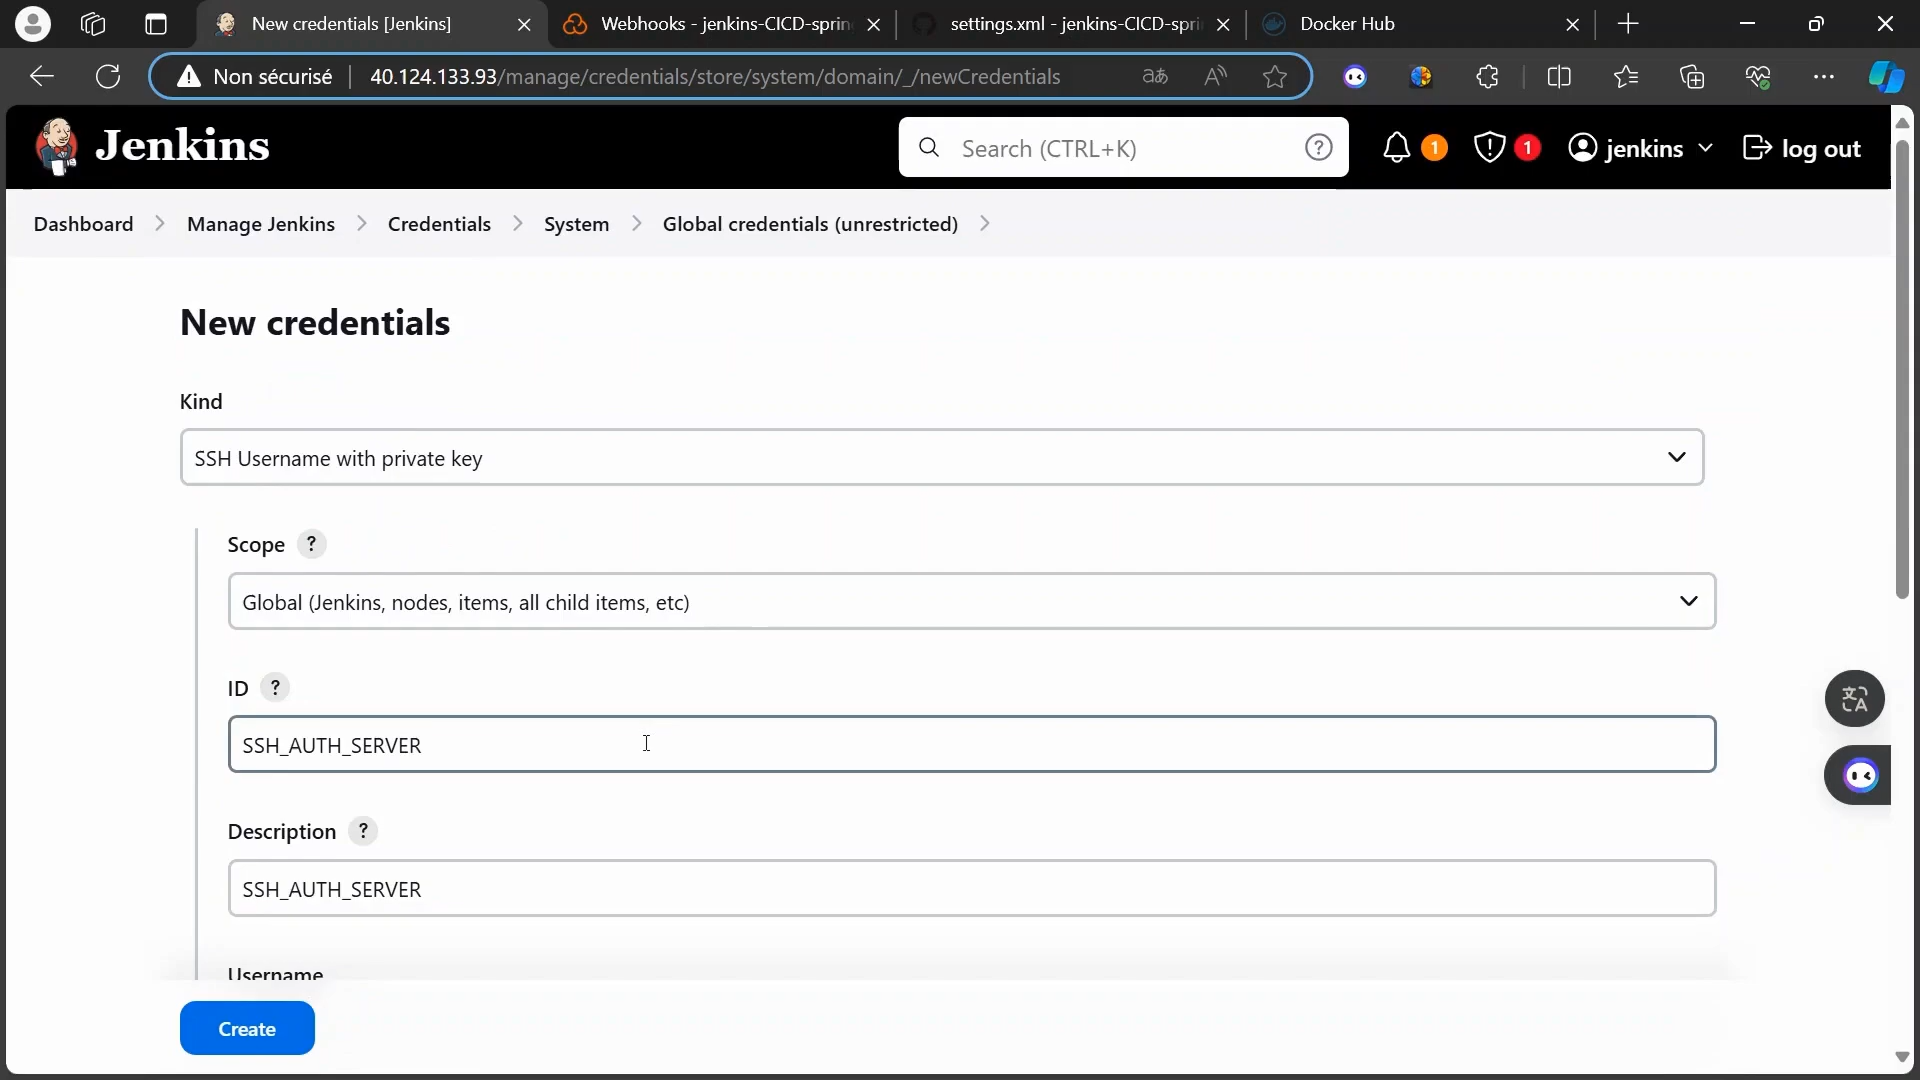 New credentials [Jenkins]
Webhooks - jenkins-CICD-spring
settings.xml - jenkins-CICD-spri
Docker Hub
Non sécurisé
40.124.133.93/manage/credentials/store/system/domain/_/newCredentials
Jenkins
Search (CTRL+K)
?
1
1
jenkins
log out
Dashboard
Manage Jenkins
Credentials
System
Global credentials (unrestricted)
New credentials
Kind
SSH Username with private key
Scope ?
Global (Jenkins, nodes, items, all child items, etc)
ID ?
SSH_AUTH_SERVER
Description ?
SSH_AUTH_SERVER
Username
Create